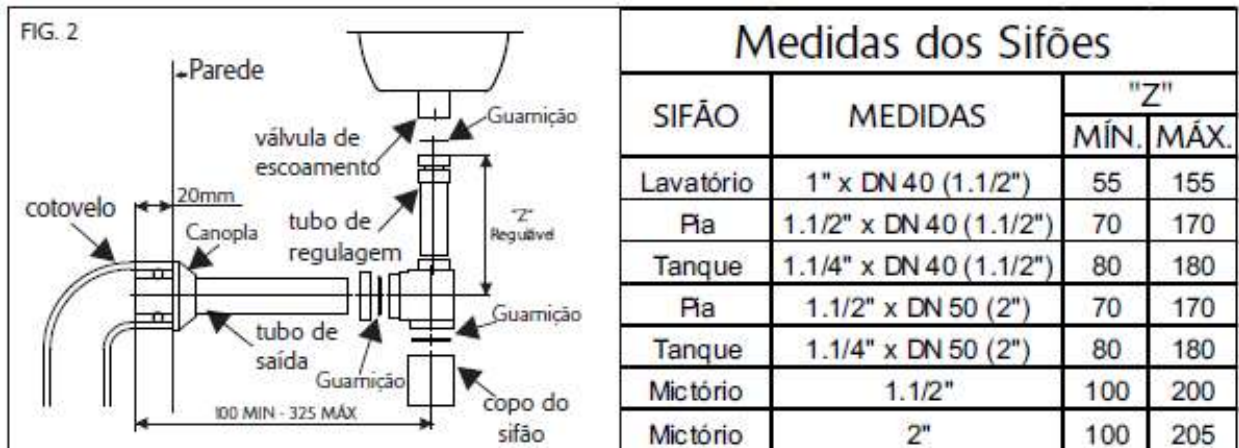 FIG. 2
Parede
Guarnição
válvula de
escoamento
20mm
cotovelo
Canopla
tubo de
regulagem
"Z"
Regulável
tubo de
saída
Guarnição
Guarnição
100 MIN - 325 MÁX
copo do
sifão
Medidas dos Sifões
SIFÃO MEDIDAS "Z"
MÍN. MÁX.
Lavatório 1" x DN 40 (1.1/2") 55 155
Pia 1.1/2" x DN 40 (1.1/2") 70 170
Tanque 1.1/4" x DN 40 (1.1/2") 80 180
Pia 1.1/2" x DN 50 (2") 70 170
Tanque 1.1/4" x DN 50 (2") 80 180
Mictório 1.1/2" 100 200
Mictório 2" 100 205